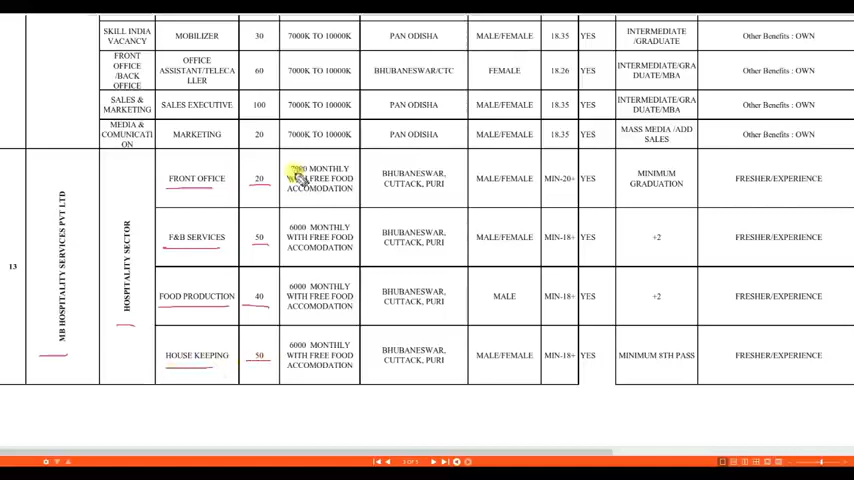 SKILL INDIA
VACANCY
MOBILIZER
30
7000K TO 10000K
PAN ODISHA
MALE/FEMALE
18.35
YES
INTERMEDIATE
/GRADUATE
Other Benefits : OWN
FRONT
OFFICE
/BACK
OFFICE
OFFICE
ASSISTANT/TELECA
LLER
60
7000K TO 10000K
BHUBANESWAR/CTC
FEMALE
18.26
YES
INTERMEDIATE/GRA
DUATE/MBA
Other Benefits : OWN
SALES &
MARKETING
SALES EXECUTIVE
100
7000K TO 10000K
PAN ODISHA
MALE/FEMALE
18.35
YES
INTERMEDIATE/GRA
DUATE/MBA
Other Benefits : OWN
MEDIA &
COMUNICATI
ON
MARKETING
20
7000K TO 10000K
PAN ODISHA
MALE/FEMALE
18.35
YES
MASS MEDIA /ADD
SALES
Other Benefits : OWN
13
MB HOSPITALITY SERVICES PVT LTD
HOSPITALITY SECTOR
FRONT OFFICE
20
MONTHLY
FREE FOOD
ACCOMODATION
BHUBANESWAR,
CUTTACK, PURI
MALE/FEMALE
MIN-20+
YES
MINIMUM
GRADUATION
FRESHER/EXPERIENCE
F&B SERVICES
50
6000 MONTHLY
WITH FREE FOOD
ACCOMODATION
BHUBANESWAR,
CUTTACK, PURI
MALE/FEMALE
MIN-18+
YES
+2
FRESHER/EXPERIENCE
FOOD PRODUCTION
40
6000 MONTHLY
WITH FREE FOOD
ACCOMODATION
BHUBANESWAR,
CUTTACK, PURI
MALE
MIN-18+
YES
+2
FRESHER/EXPERIENCE
HOUSE KEEPING
50
6000 MONTHLY
WITH FREE FOOD
ACCOMODATION
BHUBANESWAR,
CUTTACK, PURI
MALE/FEMALE
MIN-18+
YES
MINIMUM 8TH PASS
FRESHER/EXPERIENCE